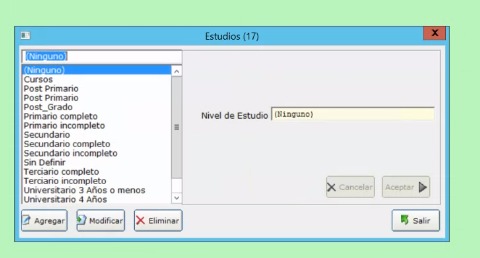 Estudios (17)
x
(Ninguno)
(Ninguno)
Cursos
Post Primario
Post Primario
Post_Grado
Primario completo
Primario incompleto
Secundario
Secundario completo
Secundario incompleto
Sin Definir
Terciario completo
Terciario incompleto
Universitario 3 Años o menos
Universitario 4 Años
Nivel de Estudio (Ninguno)
Cancelar Aceptar
Agregar Modificar Eliminar Salir